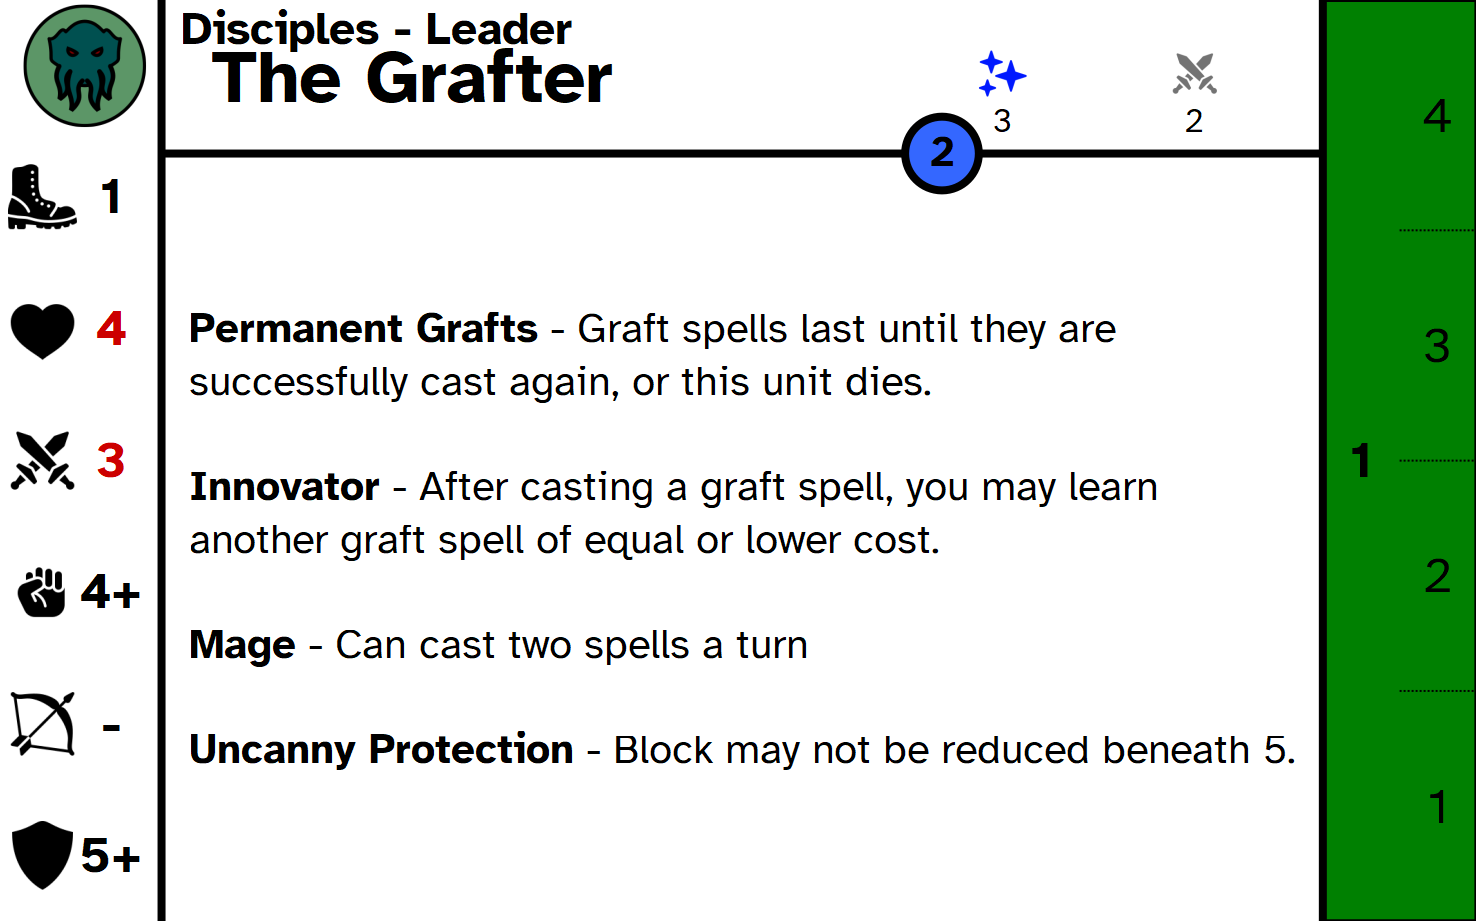 Disciples - Leader
The Grafter
3
2
2
1
4
3
4+
-
5+
Permanent Grafts - Graft spells last until they are
successfully cast again, or this unit dies.
Innovator - After casting a graft spell, you may learn
another graft spell of equal or lower cost.
Mage - Can cast two spells a turn
Uncanny Protection - Block may not be reduced beneath 5.
4
3
1
2
1